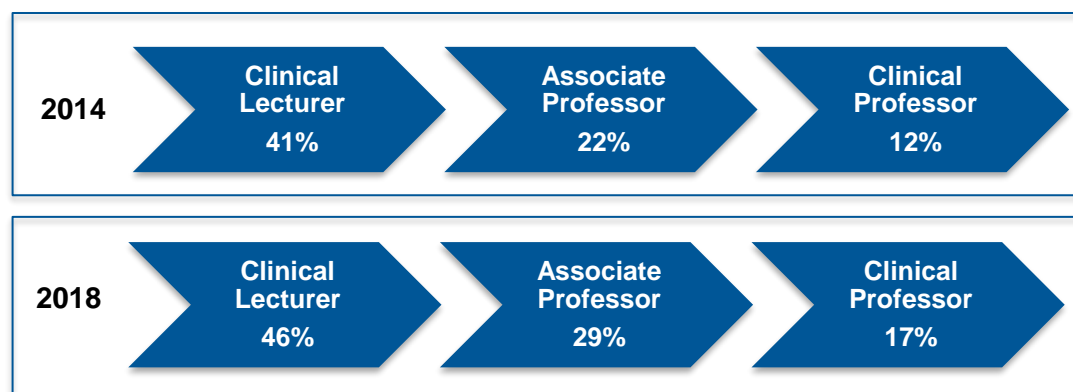 2014
Clinical
Lecturer
41%
Associate
Professor
22%
Clinical
Professor
12%
2018
Clinical
Lecturer
46%
Associate
Professor
29%
Clinical
Professor
17%